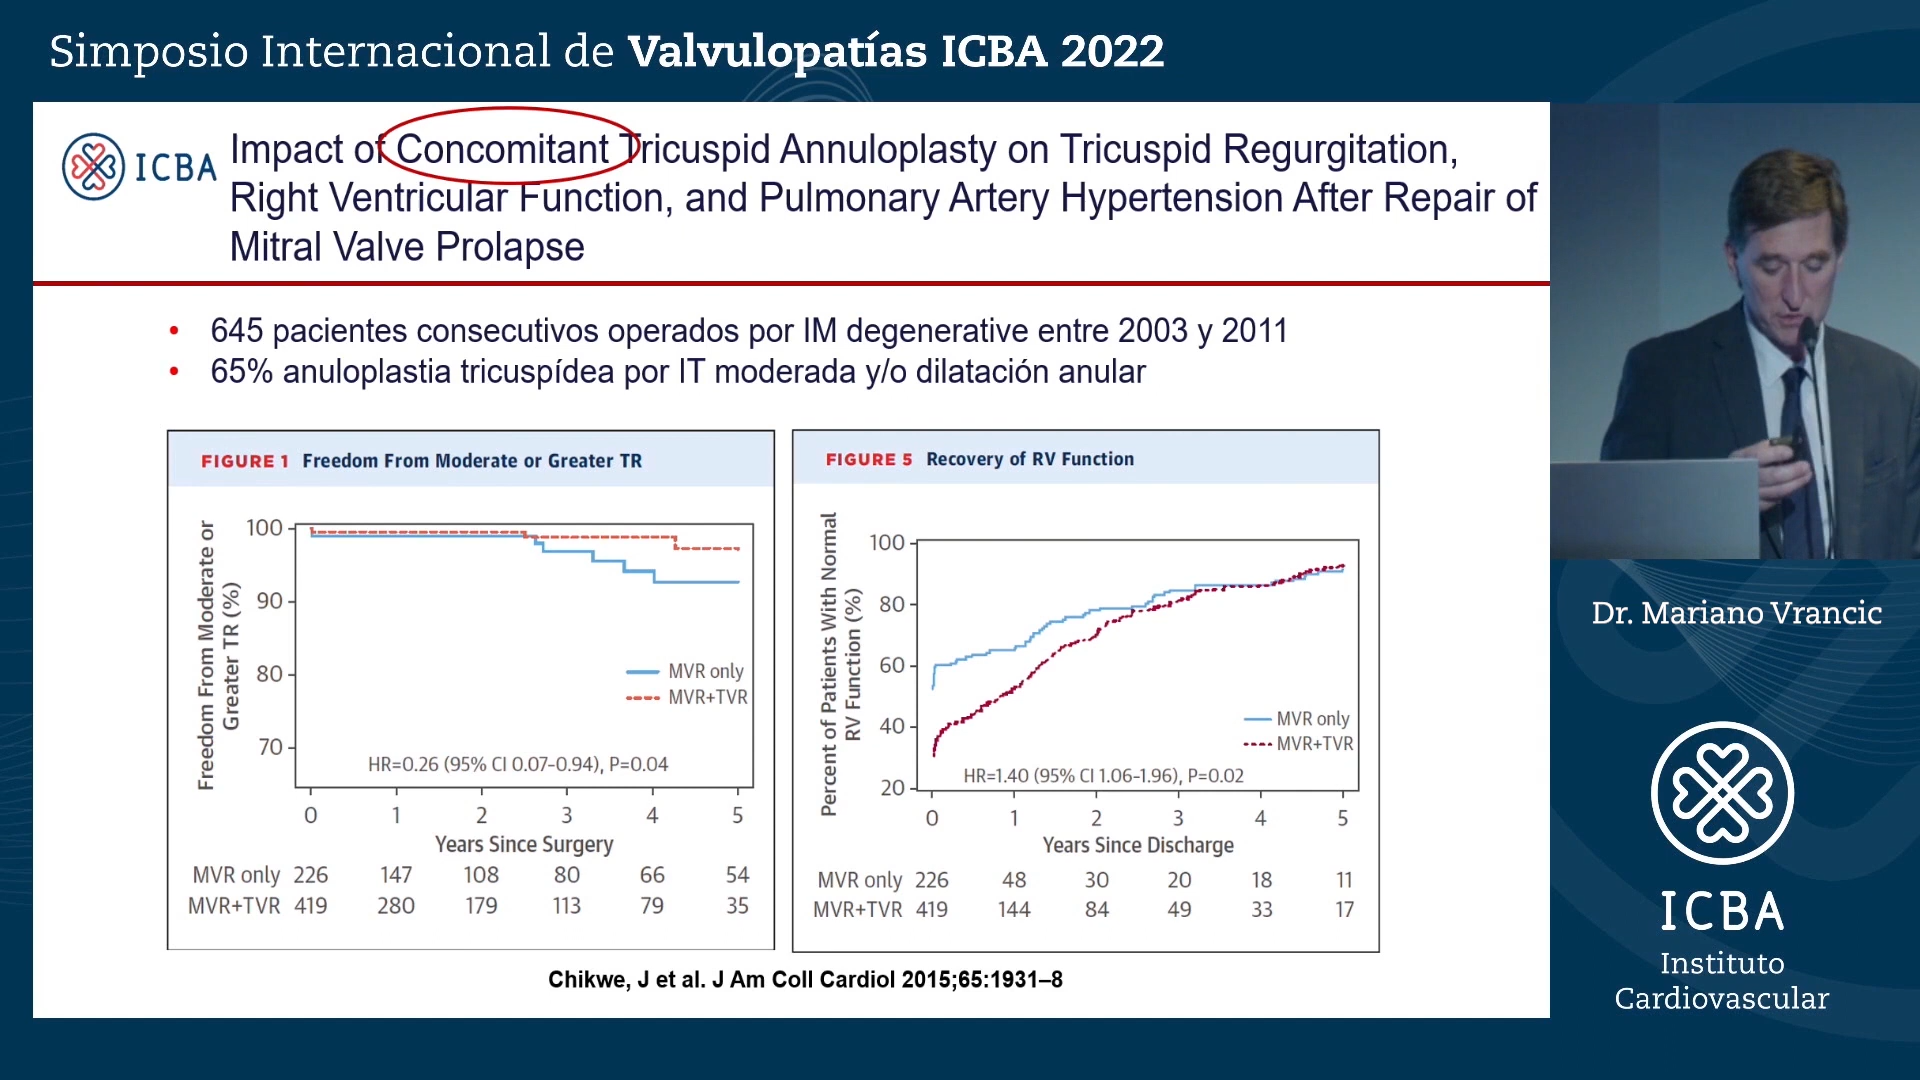 Simposio Internacional de Valvulopatías ICBA 2022
ICBA
Impact of Concomitant Tricuspid Annuloplasty on Tricuspid Regurgitation,
Right Ventricular Function, and Pulmonary Artery Hypertension After Repair of
Mitral Valve Prolapse
• 645 pacientes consecutivos operados por IM degenerative entre 2003 y 2011
• 65% anuloplastia tricuspídea por IT moderada y/o dilatación anular
FIGURE 1 Freedom From Moderate or Greater TR
Freedom From Moderate or
Greater TR (%)
100
90
80
70
MVR only
MVR+TVR
HR=0.26 (95% CI 0.07-0.94), P=0.04
0 1 2 3 4 5
Years Since Surgery
MVR only 226 147 108 80 66 54
MVR+TVR 419 280 179 113 79 35
FIGURE 5 Recovery of RV Function
Percent of Patients With Normal
RV Function (%)
100
80
60
40
20
MVR only
MVR+TVR
HR=1.40 (95% CI 1.06-1.96), P=0.02
0 1 2 3 4 5
Years Since Discharge
MVR only 226 48 30 20 18 11
MVR+TVR 419 144 84 49 33 17
Chikwe, J et al. J Am Coll Cardiol 2015;65:1931–8
Dr. Mariano Vrancic
ICBA
Instituto
Cardiovascular